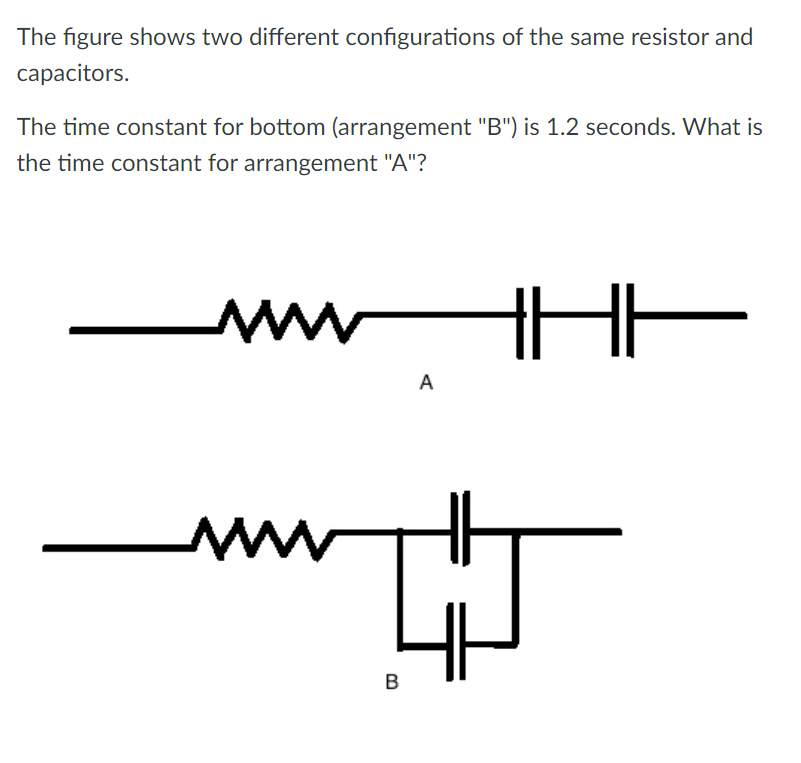 The figure shows two different configurations of the same resistor and
capacitors.
The time constant for bottom (arrangement "B") is 1.2 seconds. What is
the time constant for arrangement "A"?
A
B